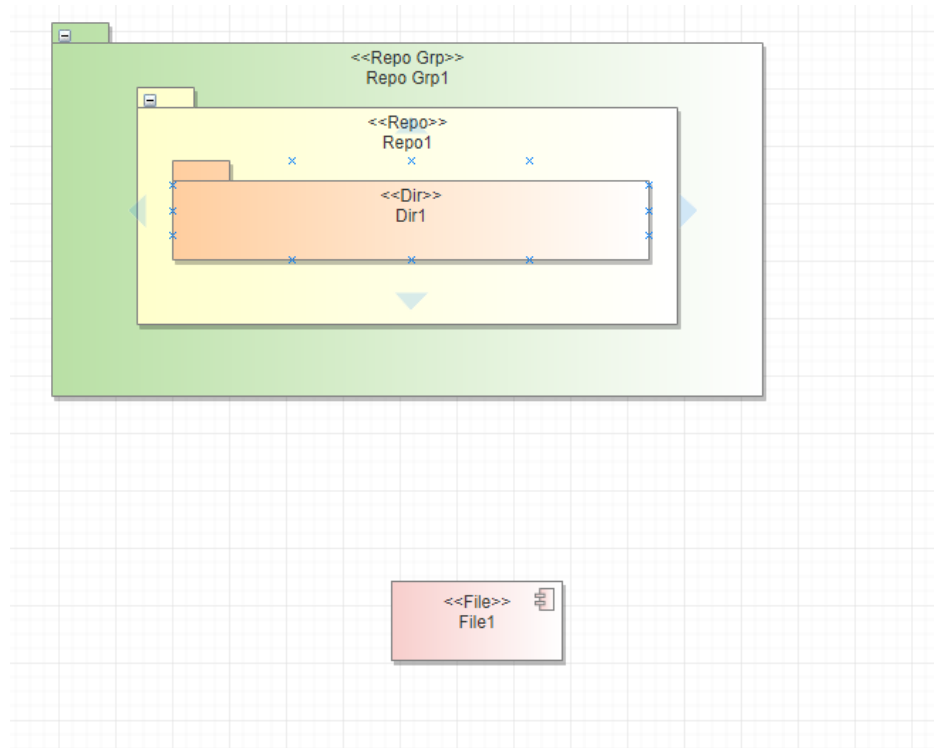 <<Repo Grp>>
Repo Grp1
<<Repo>>
Repo1
<<Dir>>
Dir1
<<File>>
File1